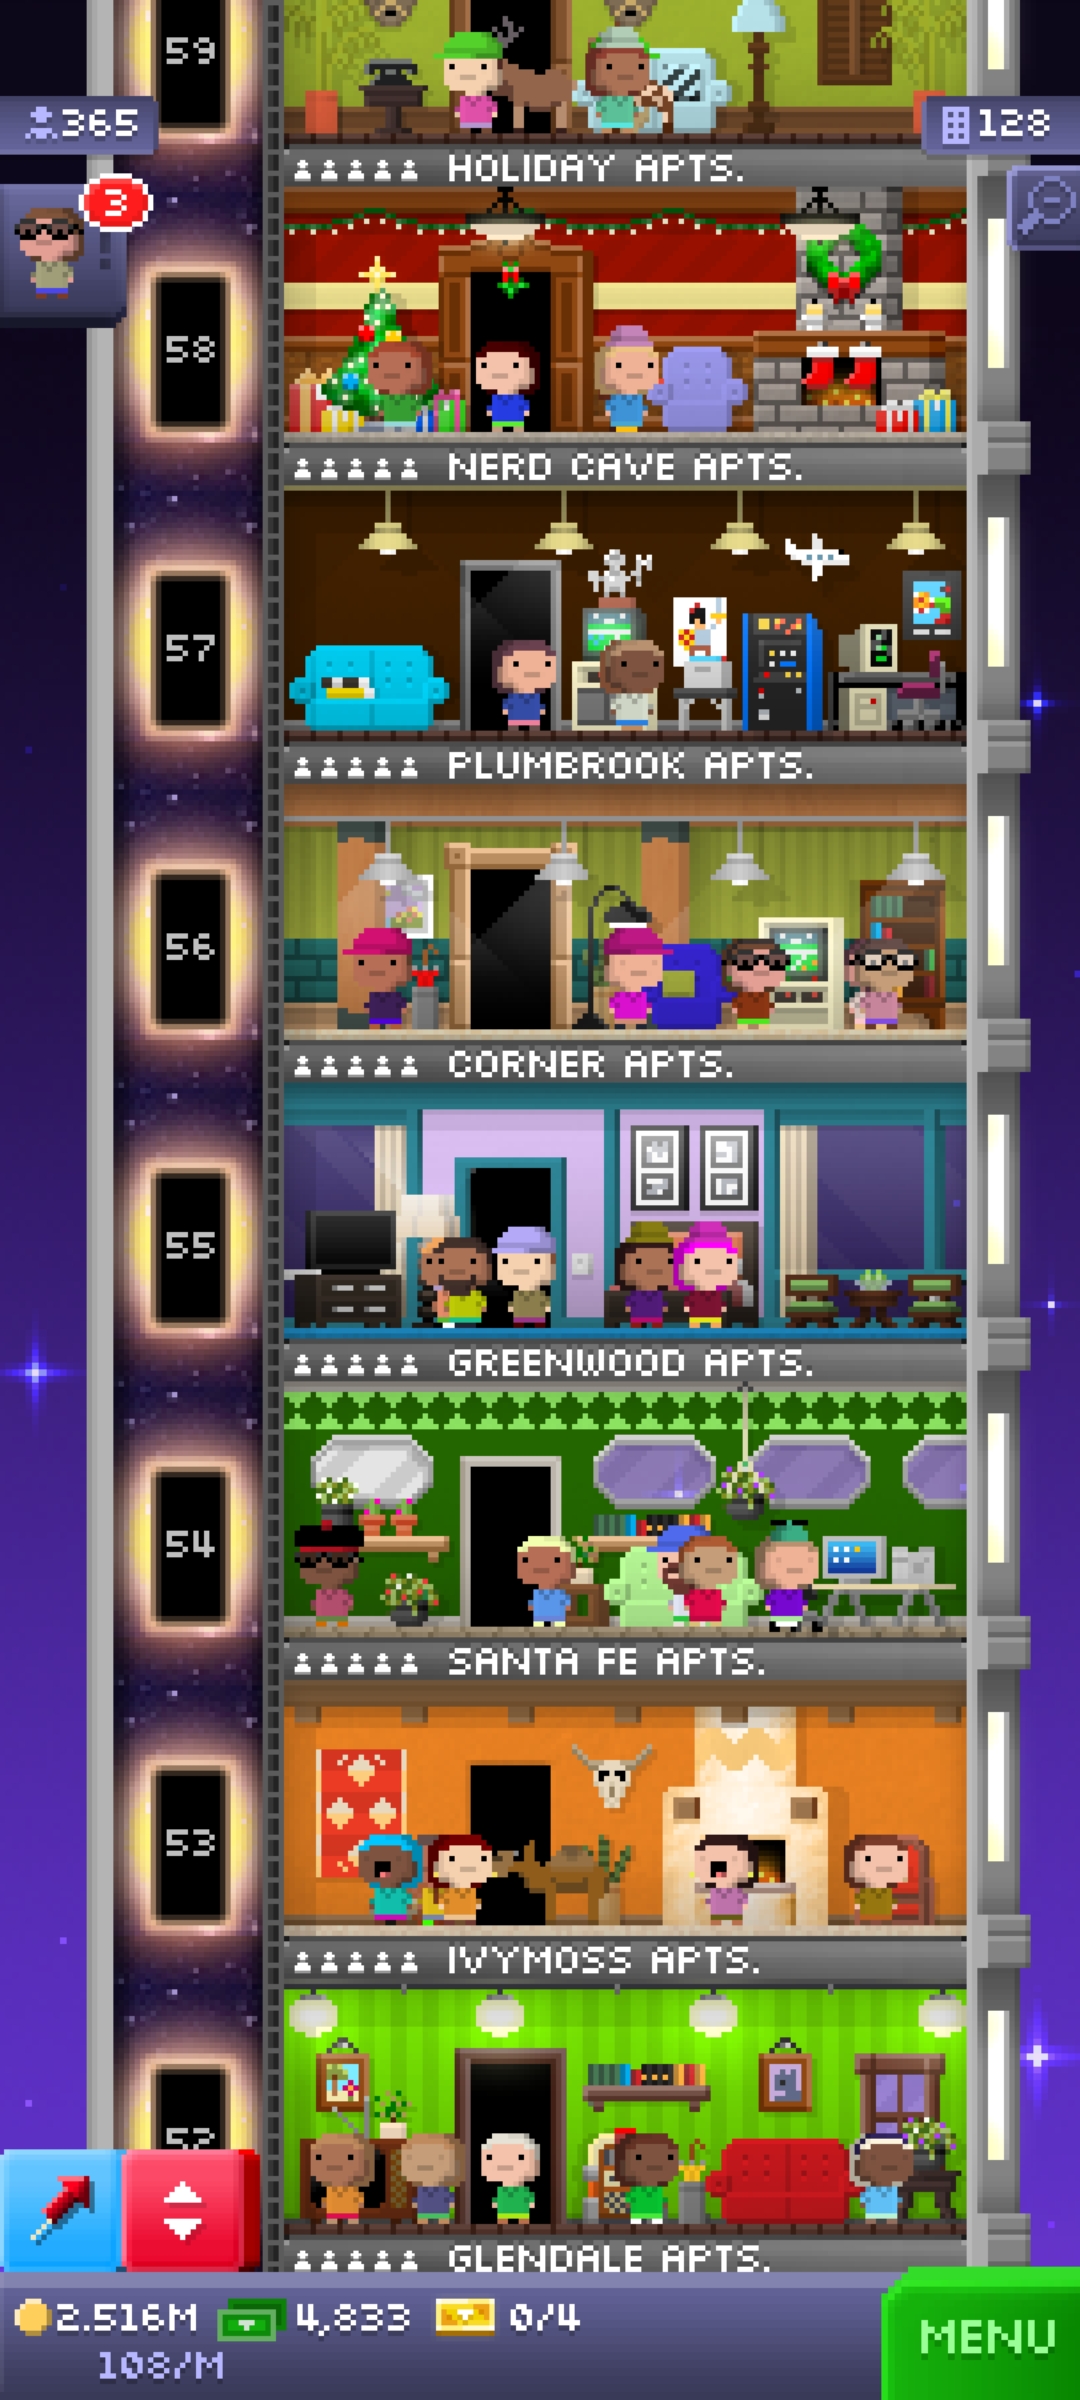 59
365
128
HOLIDAY APTS.
3
58
NERD CAVE APTS.
57
PLUMBROOK APTS.
56
CORNER APTS.
55
GREENWOOD APTS.
54
SANTA FE APTS.
53
IVYMOSS APTS.
52
GLENDALE APTS.
2.516M 4,833 0/4
108/M
MENU